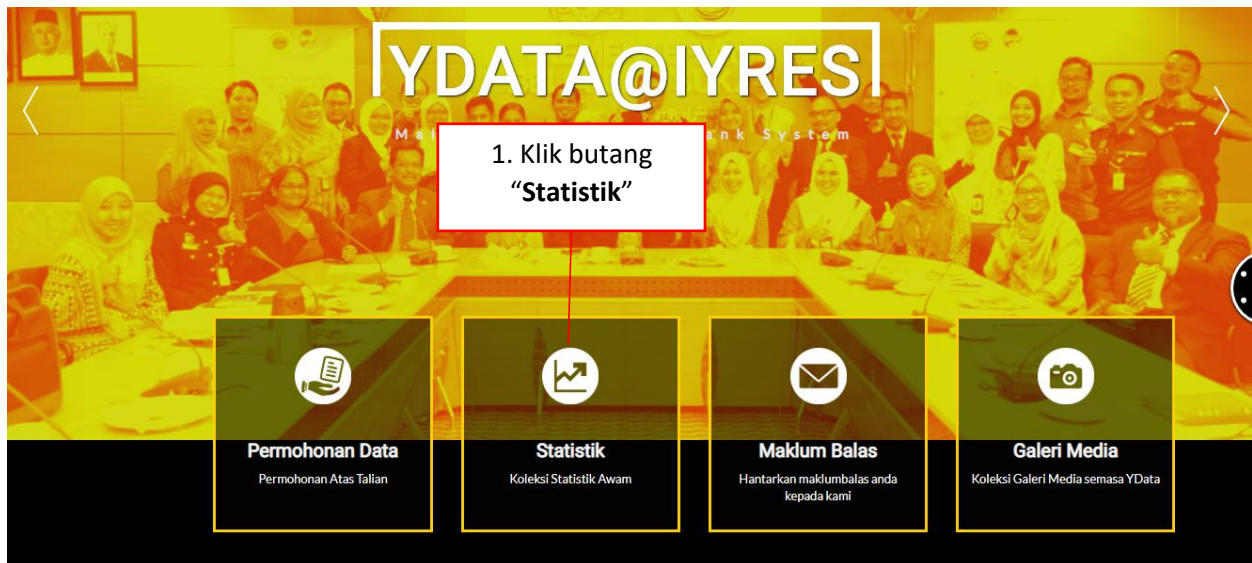 YDATA@IYRES
System
1. Klik butang
“Statistik”
Permohonan Data
Permohonan Atas Talian
Statistik
Koleksi Statistik Awam
Maklum Balas
Hantarkan maklumbalas anda
kepada kami
Galeri Media
Koleksi Galeri Media semasa YData